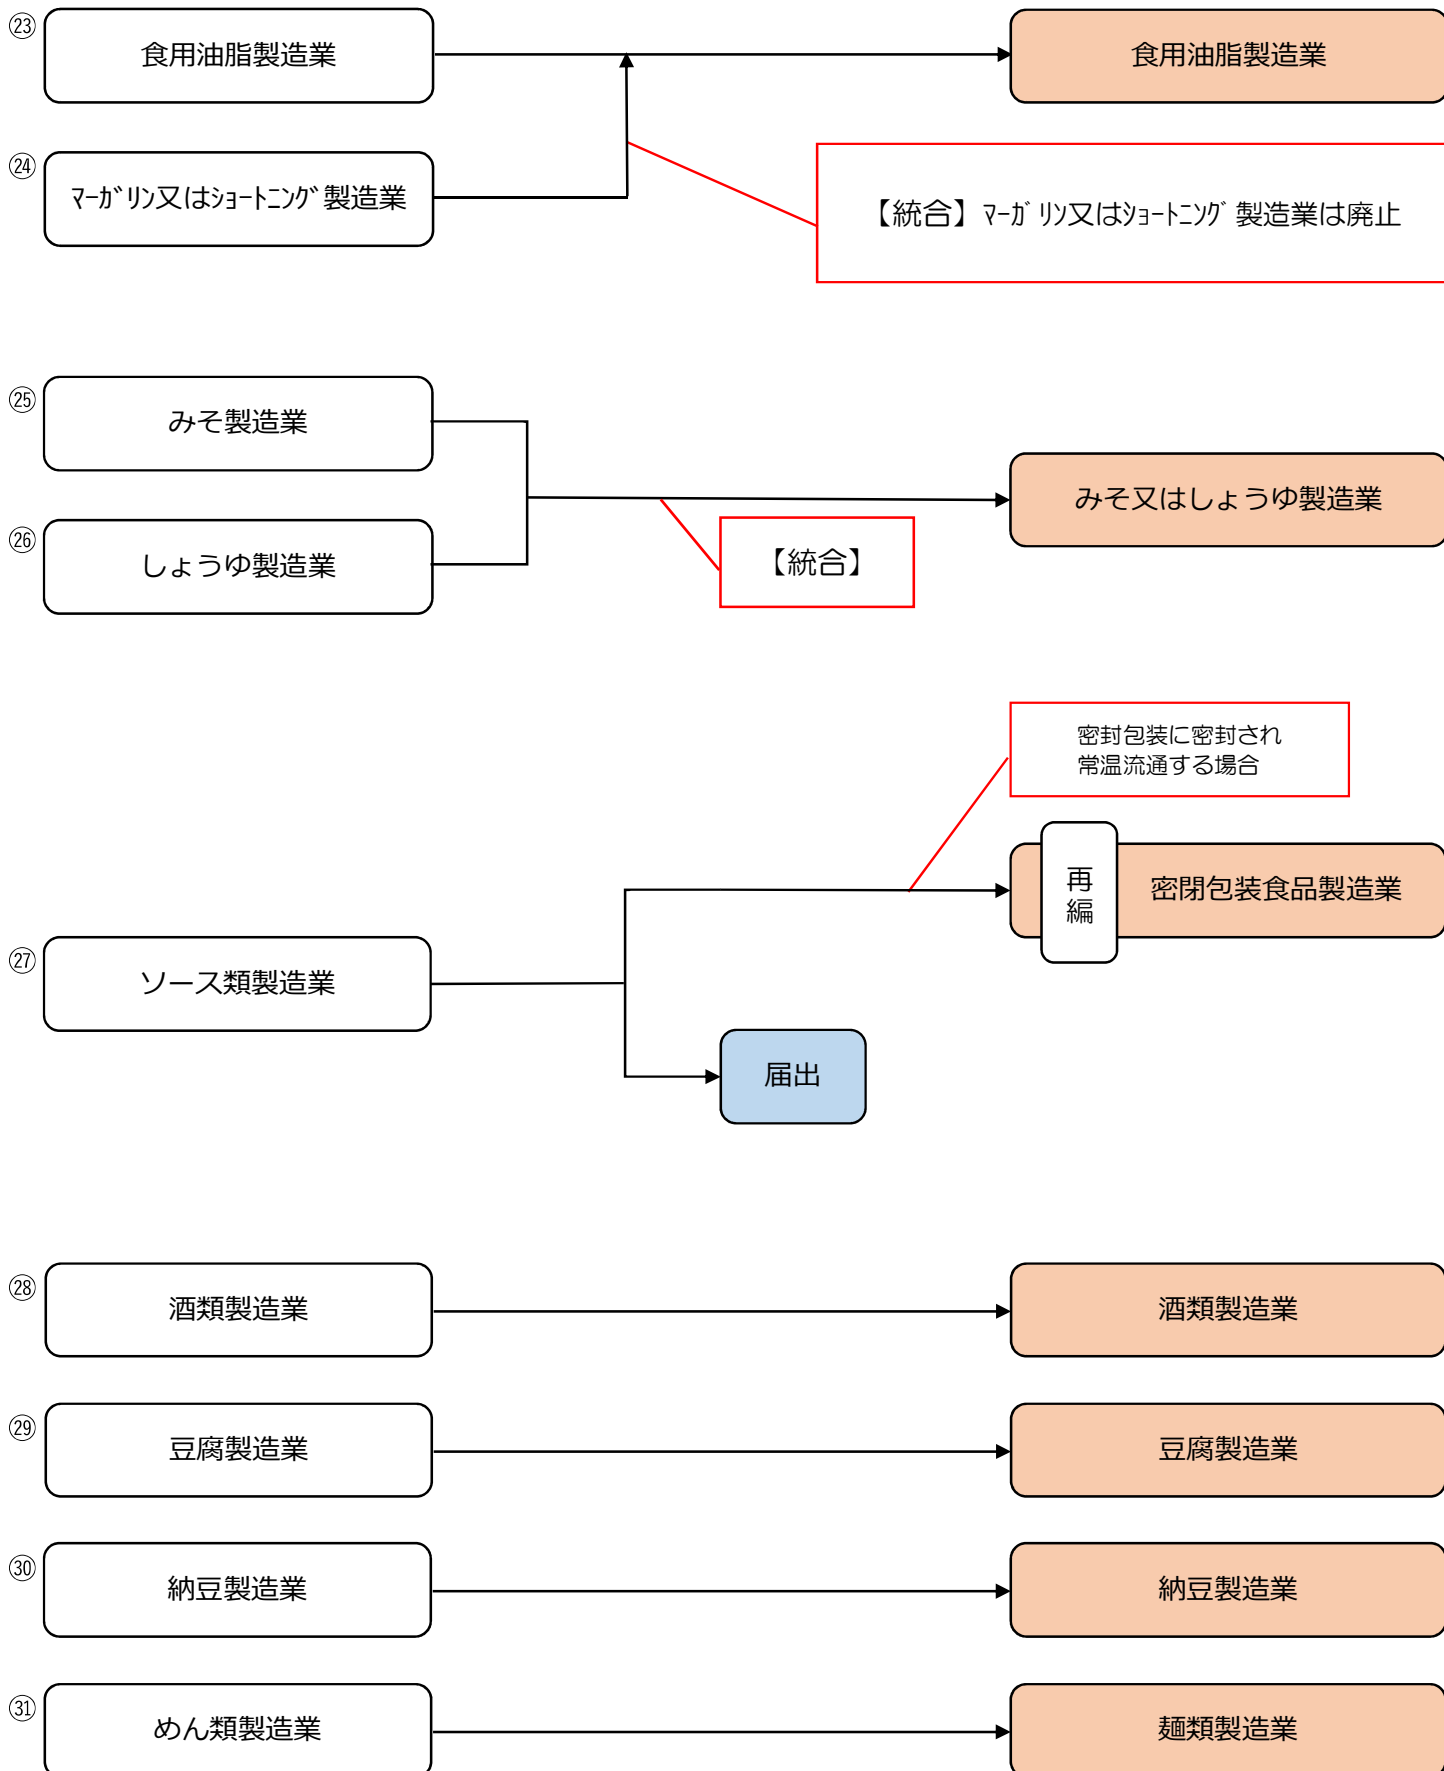 ㉓
食用油脂製造業
食用油脂製造業
㉔
ﾏｰｶﾞﾘﾝ又はｼｮｰﾄﾆﾝｸﾞ製造業
【統合】ﾏｰｶﾞﾘﾝ又はｼｮｰﾄﾆﾝｸﾞ製造業は廃止
㉕
みそ製造業
みそ又はしょうゆ製造業
㉖
しょうゆ製造業
【統合】
密封包装に密封され
常温流通する場合
再
編
密閉包装食品製造業
㉗
ソース類製造業
届出
㉘
酒類製造業
酒類製造業
㉙
豆腐製造業
豆腐製造業
㉚
納豆製造業
納豆製造業
㉛
めん類製造業
麺類製造業